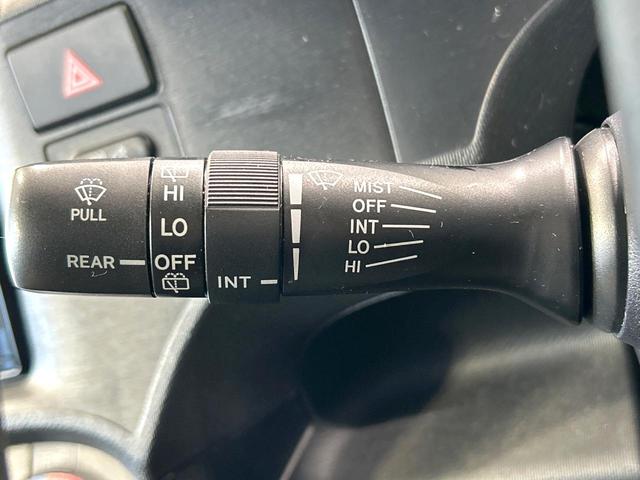 PULL
REAR
HI
LO
OFF
INT
MIST
OFF
INT
LO
HI